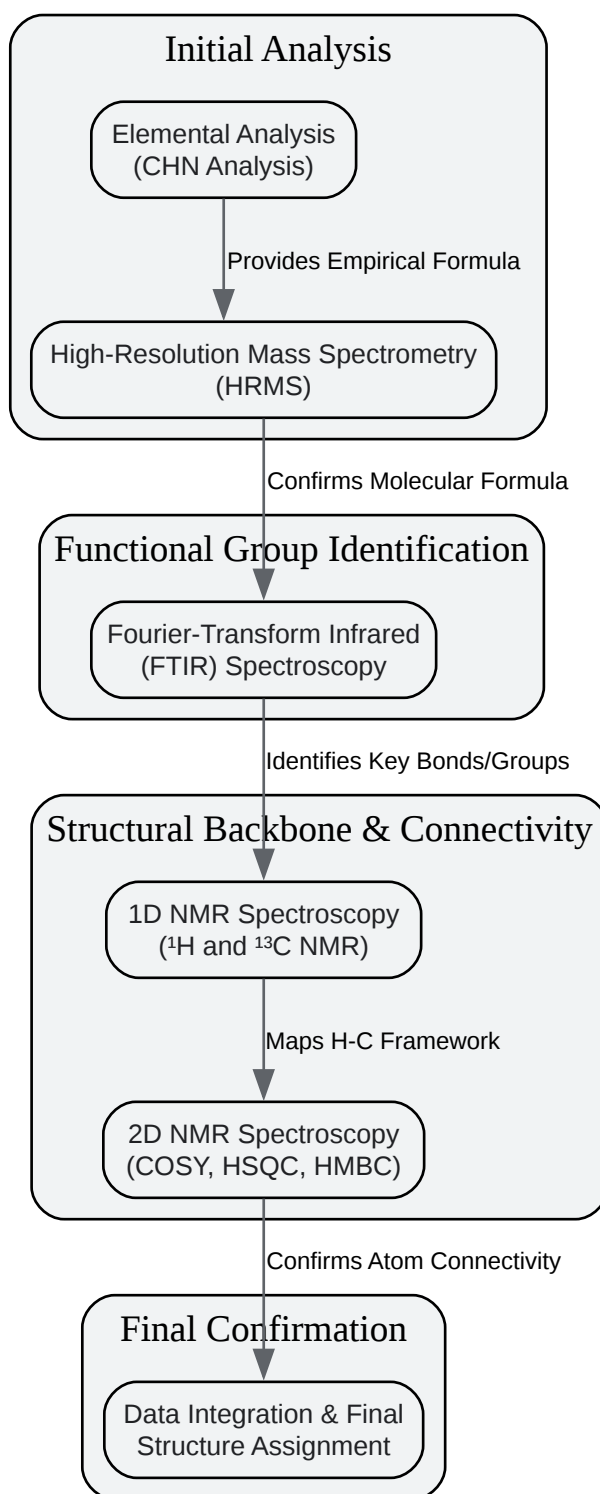 Initial Analysis
Elemental Analysis
(CHN Analysis)
Provides Empirical Formula
High-Resolution Mass Spectrometry
(HRMS)
Confirms Molecular Formula
Functional Group Identification
Fourier-Transform Infrared
(FTIR) Spectroscopy
Identifies Key Bonds/Groups
Structural Backbone & Connectivity
1D NMR Spectroscopy
(¹H and ¹³C NMR)
Maps H-C Framework
2D NMR Spectroscopy
(COSY, HSQC, HMBC)
Confirms Atom Connectivity
Final Confirmation
Data Integration & Final
Structure Assignment